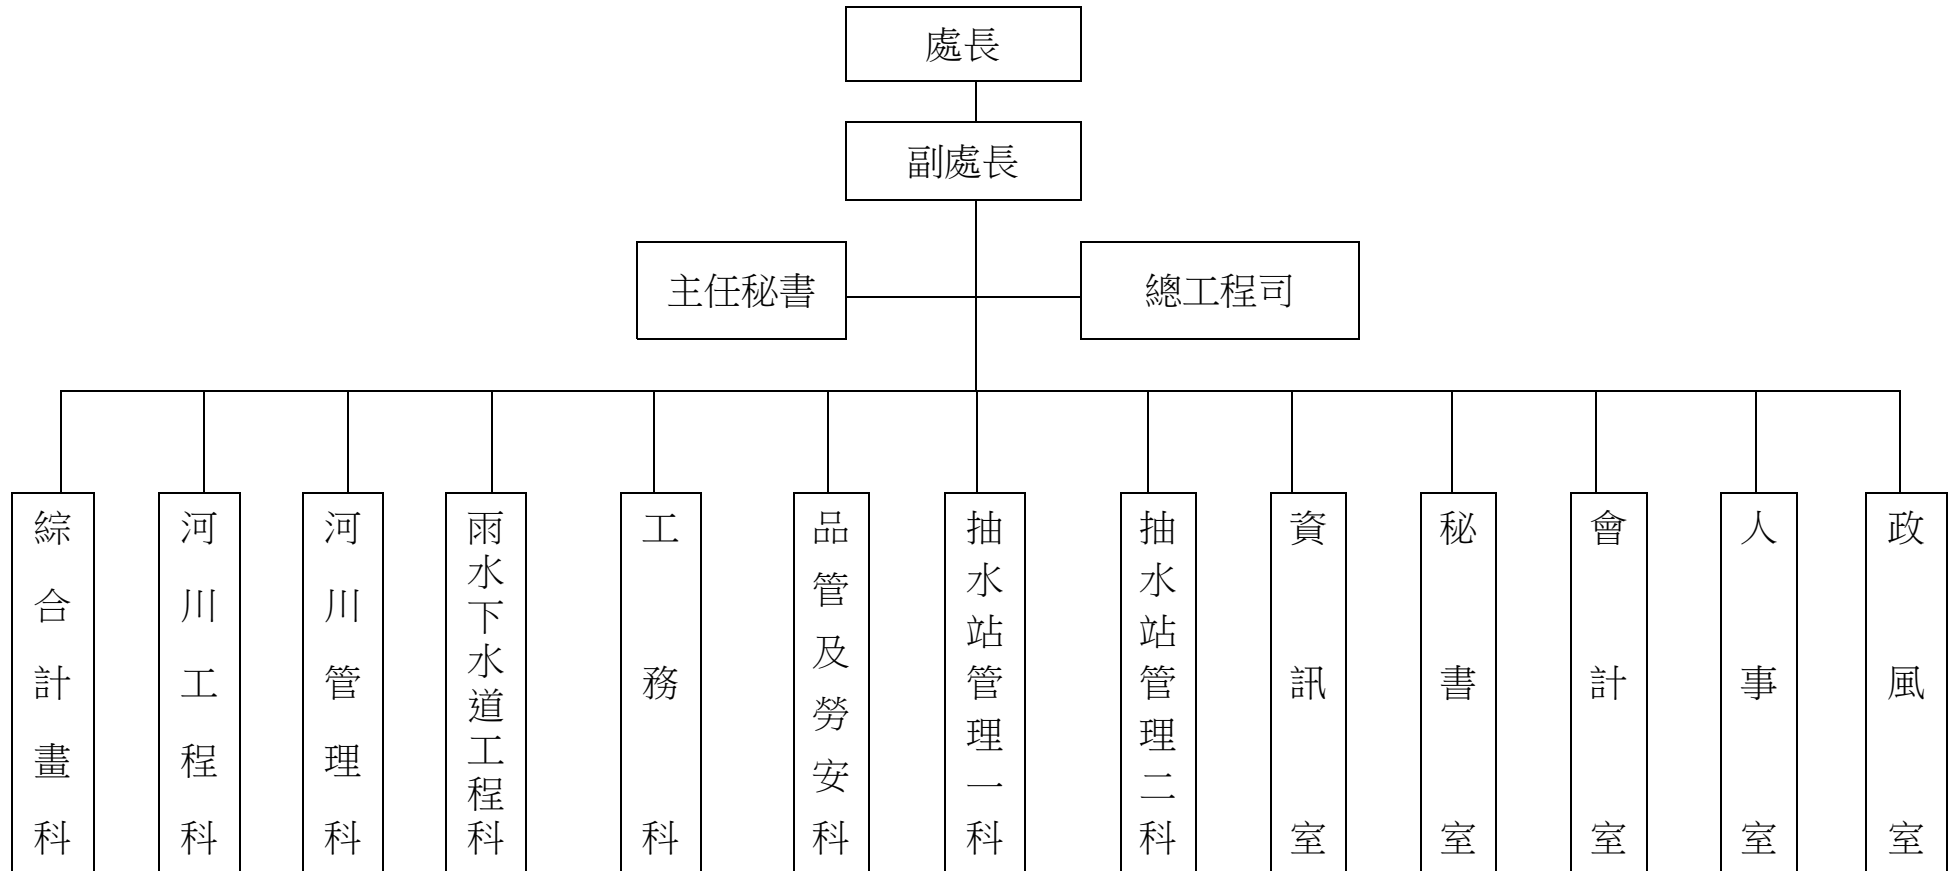 處長
副處長
主任秘書
總工程司
綜合計畫科
河川工程科
河川管理科
雨水下水道工程科
工務科
品管及勞安科
抽水站管理一科
抽水站管理二科
資訊室
秘書室
會計室
人事室
政風室